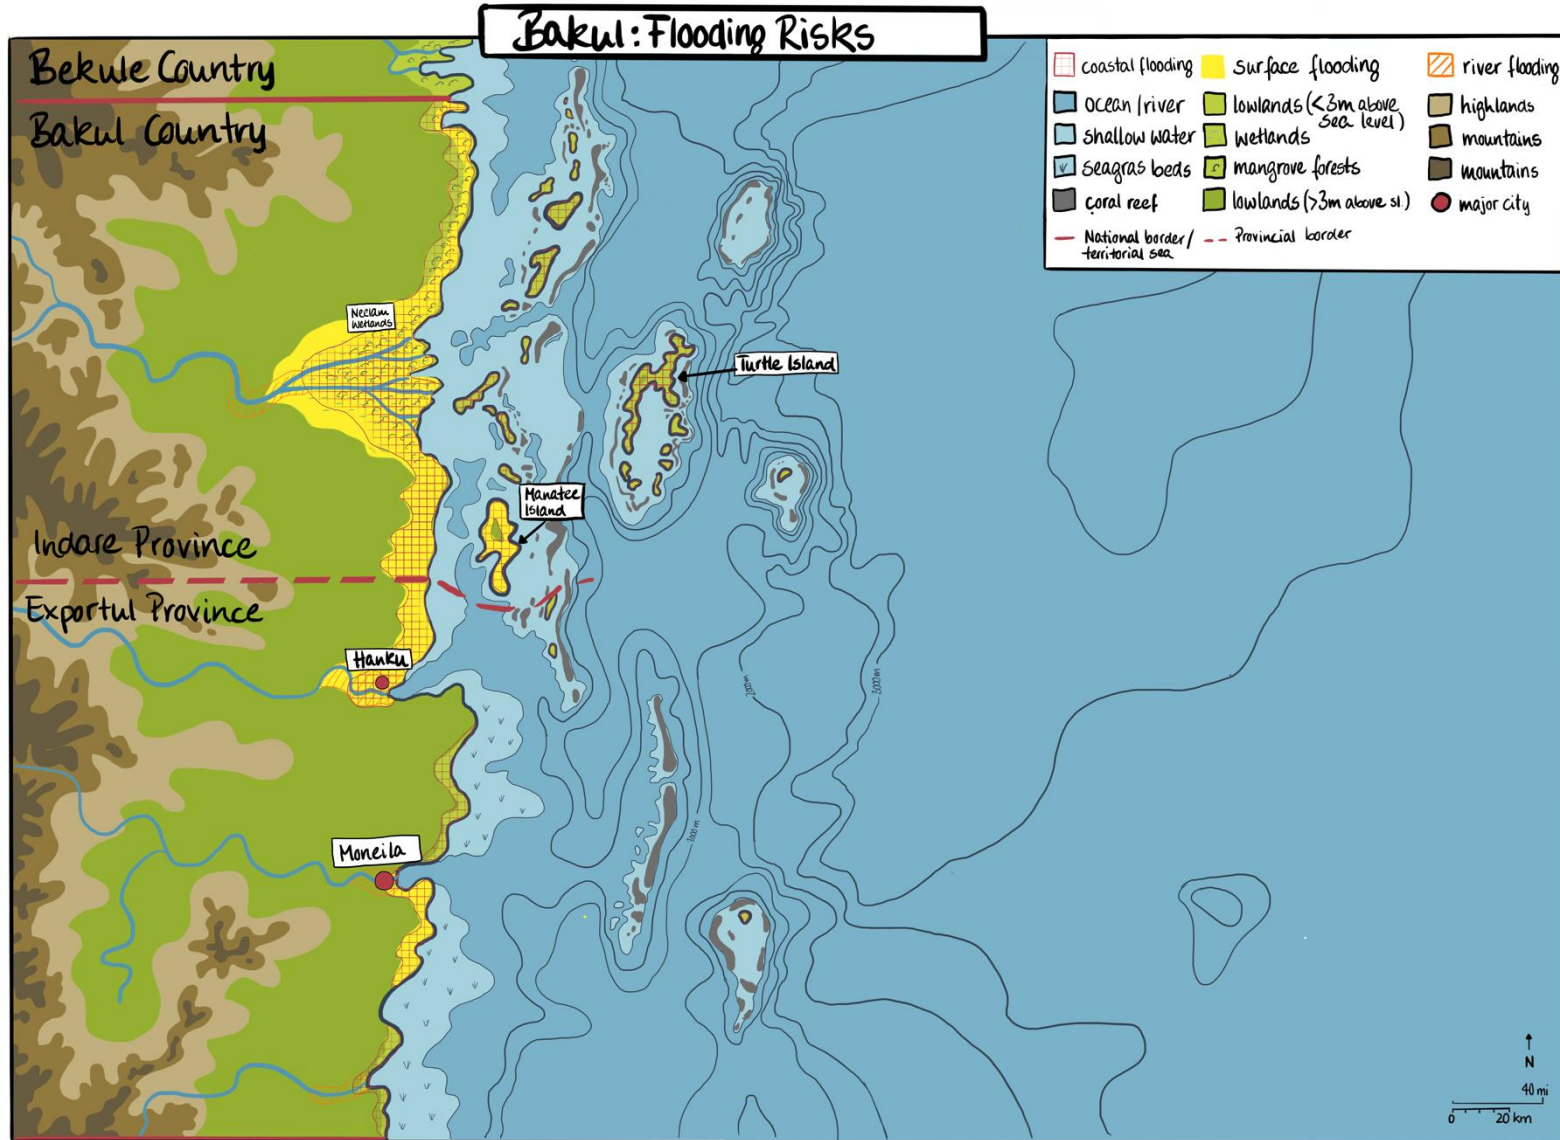 Bakul: Flooding Risks
Bekule Country
Bakul Country
coastal flooding
surface flooding
river flooding
ocean/river
lowlands (<3m above
sea level)
highlands
shallow water
wetlands
mountains
seagras beds
mangrove forests
mountains
coral reef
lowlands (>3m above sl.)
major city
National border/
territorial sea
Provincial border
Neclam
Wetlands
Turtle Island
Manatee
Island
Indare Province
Exportul Province
Hanku
2000m
3000m
Moneila
1000m
N
40 mi
0
20 km